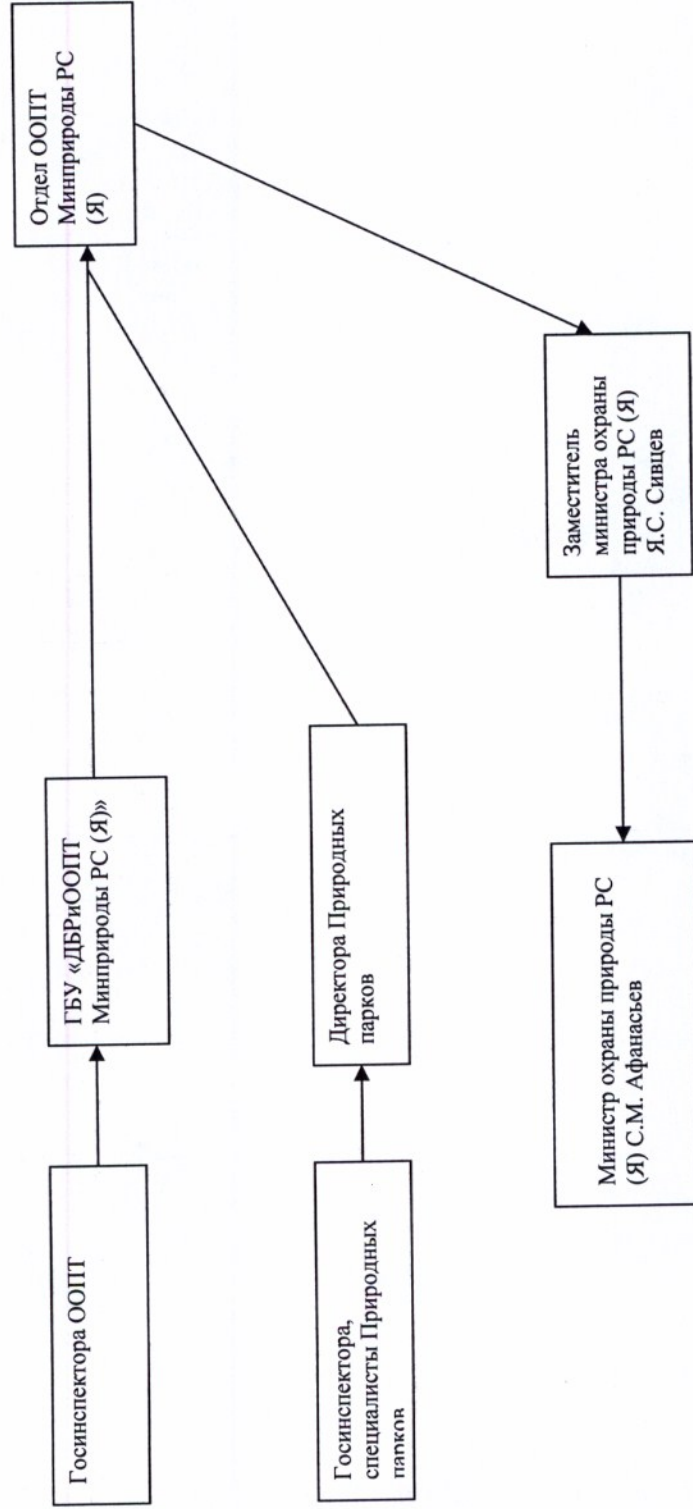 Госинспектора ООПТ
ГБУ «ДБРиООПТ
Минприроды РС (Я)»
Отдел ООПТ
Минприроды РС
(Я)
Госинспектора,
специалисты Природных
парков
Директора Природных
парков
Заместитель
министра охраны
природы РС (Я)
Я.С. Сивцев
Министр охраны природы РС
(Я) С.М. Афанасьев